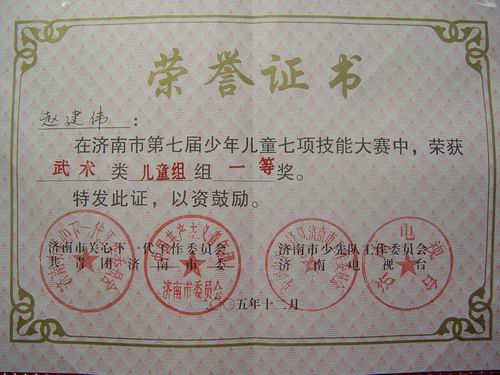 荣誉证书
赵建伟：
在济南市第七届少年儿童七项技能大赛中，荣获
武术类儿童组组一等奖。
特发此证，以资鼓励。
济南市关心下一代工作委员会 济南市少先队工作委员会
共青团济南市委 济南电视台
济南市委员会
二〇〇五年十二月